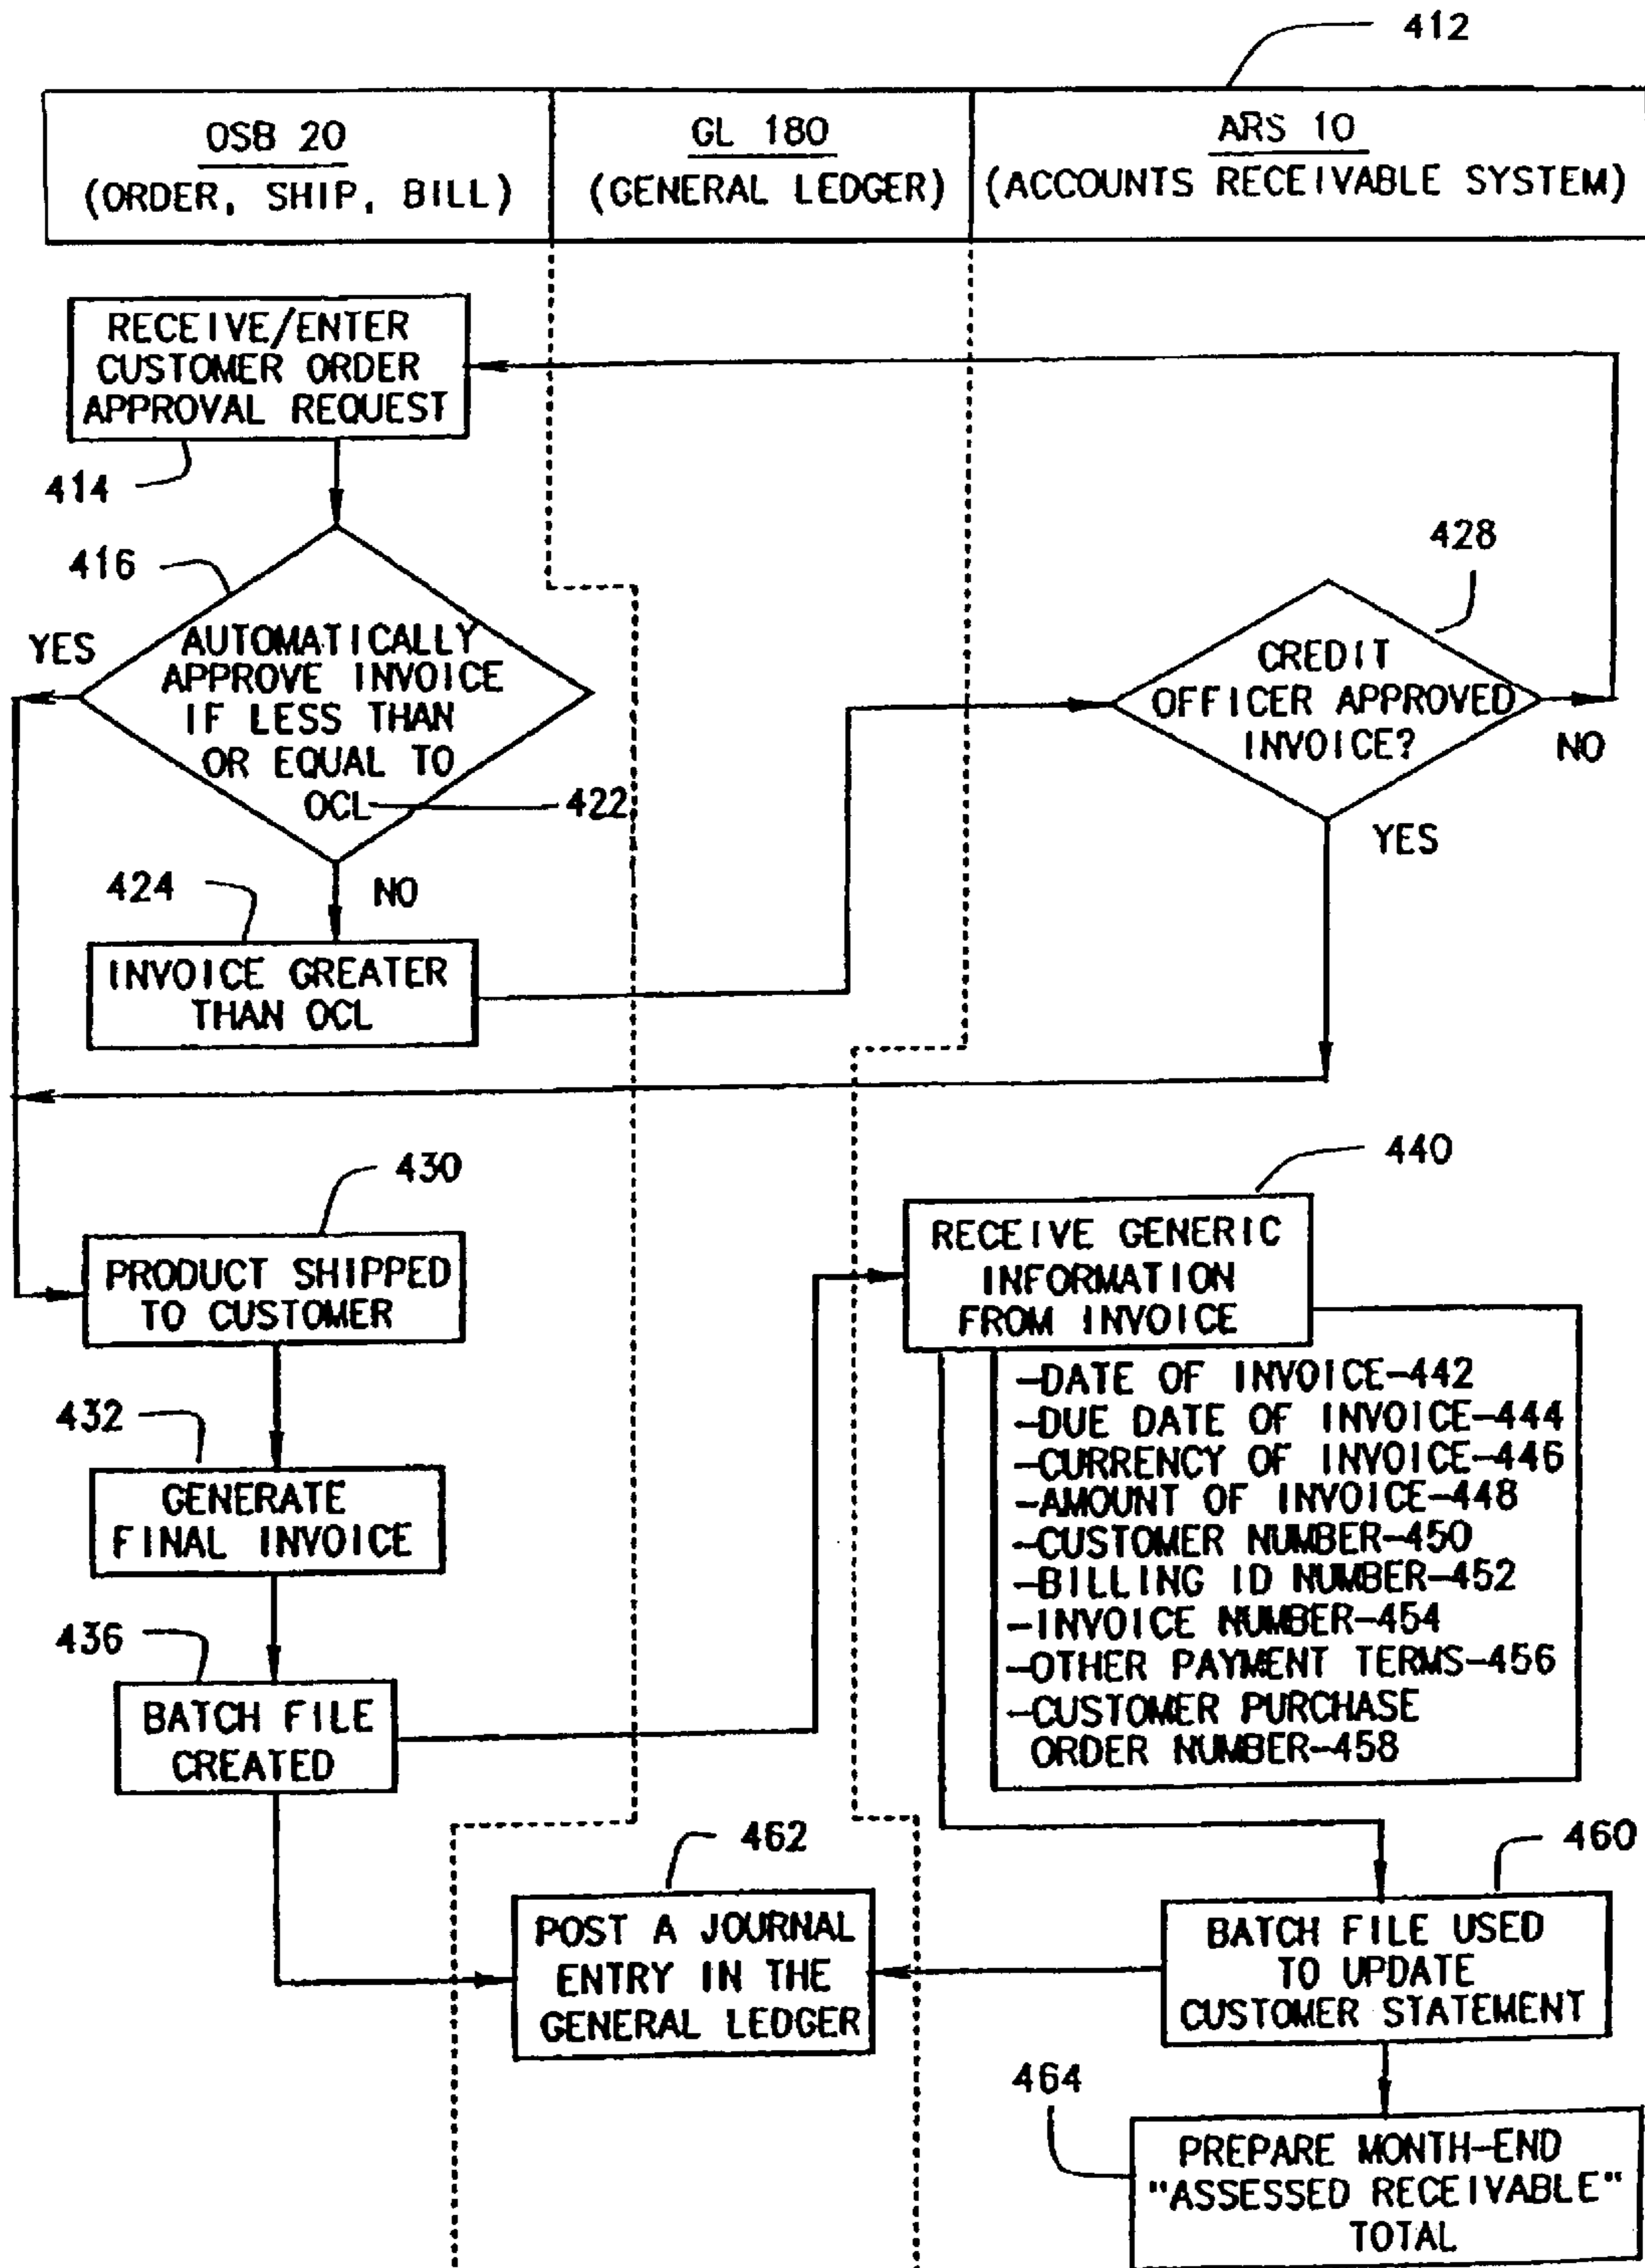 412
OSB 20
(ORDER, SHIP, BILL)
GL 180
(GENERAL LEDGER)
ARS 10
(ACCOUNTS RECEIVABLE SYSTEM)
RECEIVE/ENTER
CUSTOMER ORDER
APPROVAL REQUEST
414
416
YES
AUTOMATICALLY
APPROVE INVOICE
IF LESS THAN
OR EQUAL TO
OCL
422
NO
424
INVOICE GREATER
THAN OCL
428
CREDIT
OFFICER APPROVED
INVOICE?
NO
YES
430
PRODUCT SHIPPED
TO CUSTOMER
432
GENERATE
FINAL INVOICE
436
BATCH FILE
CREATED
440
RECEIVE GENERIC
INFORMATION
FROM INVOICE
-DATE OF INVOICE-442
-DUE DATE OF INVOICE-444
-CURRENCY OF INVOICE-446
-AMOUNT OF INVOICE-448
-CUSTOMER NUMBER-450
-BILLING ID NUMBER-452
-INVOICE NUMBER-454
-OTHER PAYMENT TERMS-456
-CUSTOMER PURCHASE
ORDER NUMBER-458
462
POST A JOURNAL
ENTRY IN THE
GENERAL LEDGER
460
BATCH FILE USED
TO UPDATE
CUSTOMER STATEMENT
464
PREPARE MONTH-END
"ASSESSED RECEIVABLE"
TOTAL